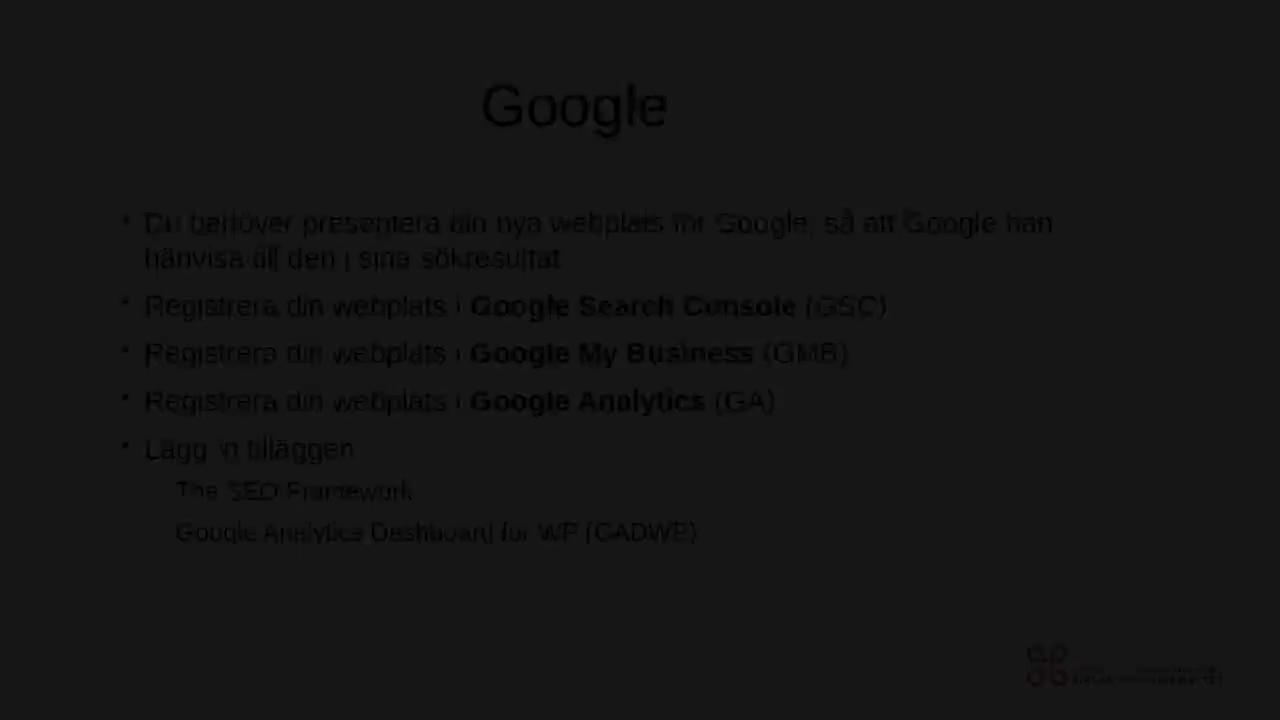 Google
Du behöver presentera din nya webplats för Google, så att Google kan
hänvisa till den i sina sökresultat
Registrera din webplats i Google Search Console (GSC)
Registrera din webplats i Google My Business (GMB)
Registrera din webplats i Google Analytics (GA)
Lägg in tilläggen
The SEO Framework
Google Analytics Dashboard for WP (GADWP)